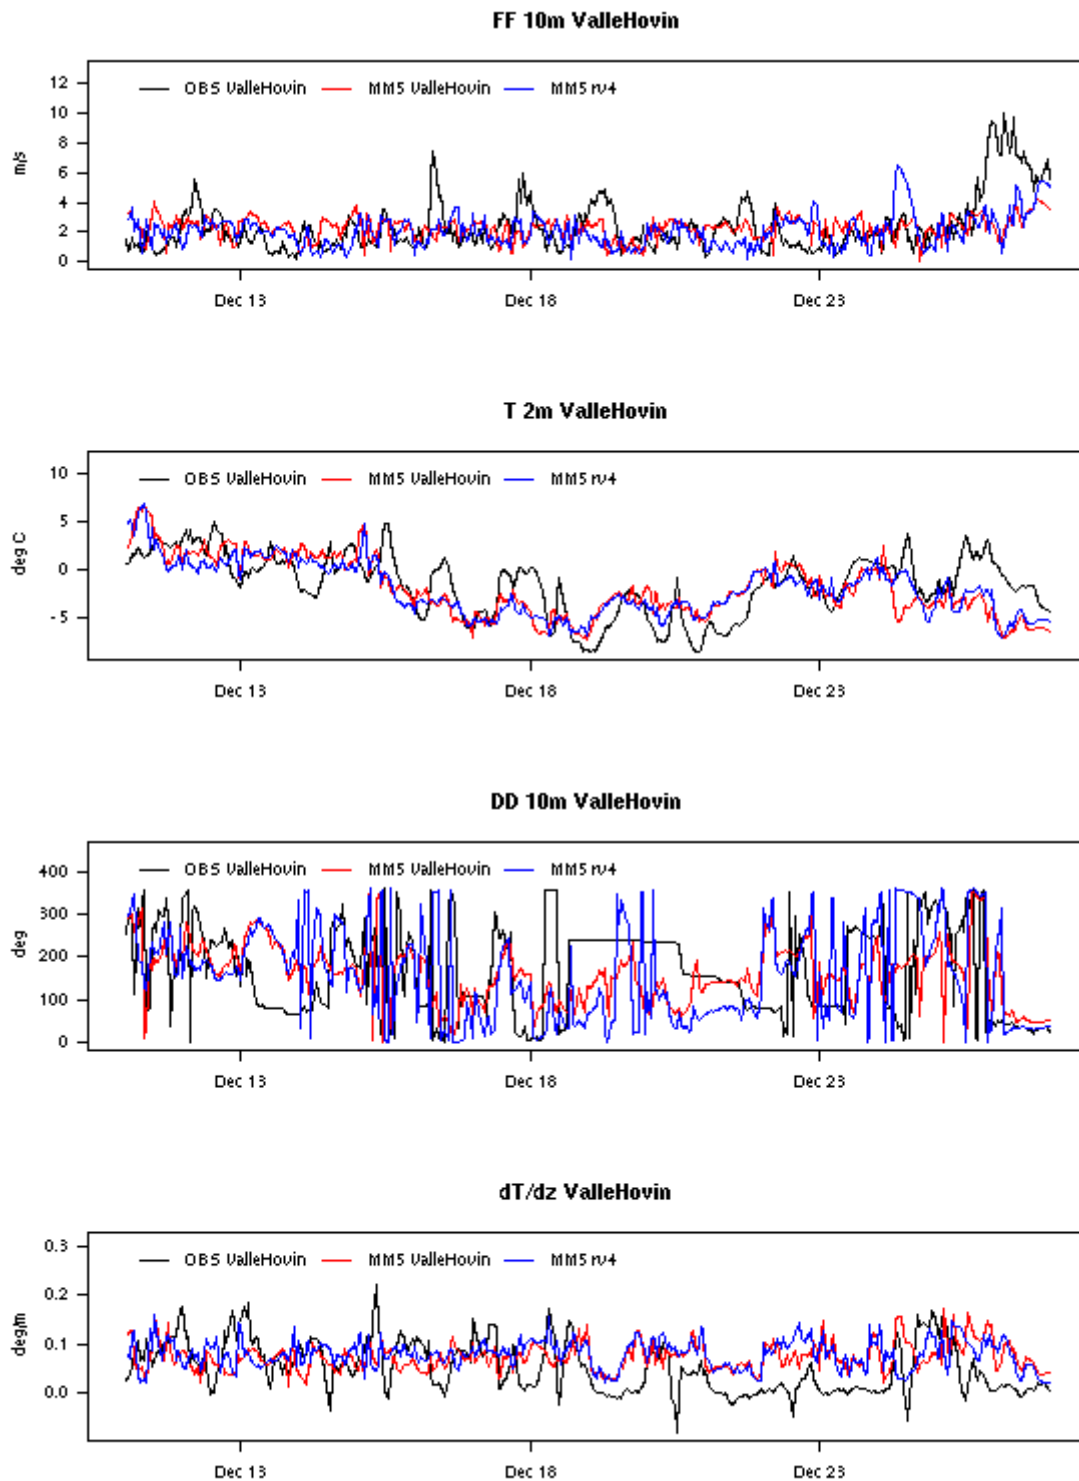 FF 10m ValleHovin
OBS ValleHovin MM5 ValleHovin MM5 rv4
m/s
12
10
8
6
4
2
0
Dec 13 Dec 18 Dec 23
T 2m ValleHovin
OBS ValleHovin MM5 ValleHovin MM5 rv4
deg C
10
5
0
-5
Dec 13 Dec 18 Dec 23
DD 10m ValleHovin
OBS ValleHovin MM5 ValleHovin MM5 rv4
deg
400
300
200
100
0
Dec 13 Dec 18 Dec 23
dT/dz ValleHovin
OBS ValleHovin MM5 ValleHovin MM5 rv4
deg/m
0.3
0.2
0.1
0.0
Dec 13 Dec 18 Dec 23